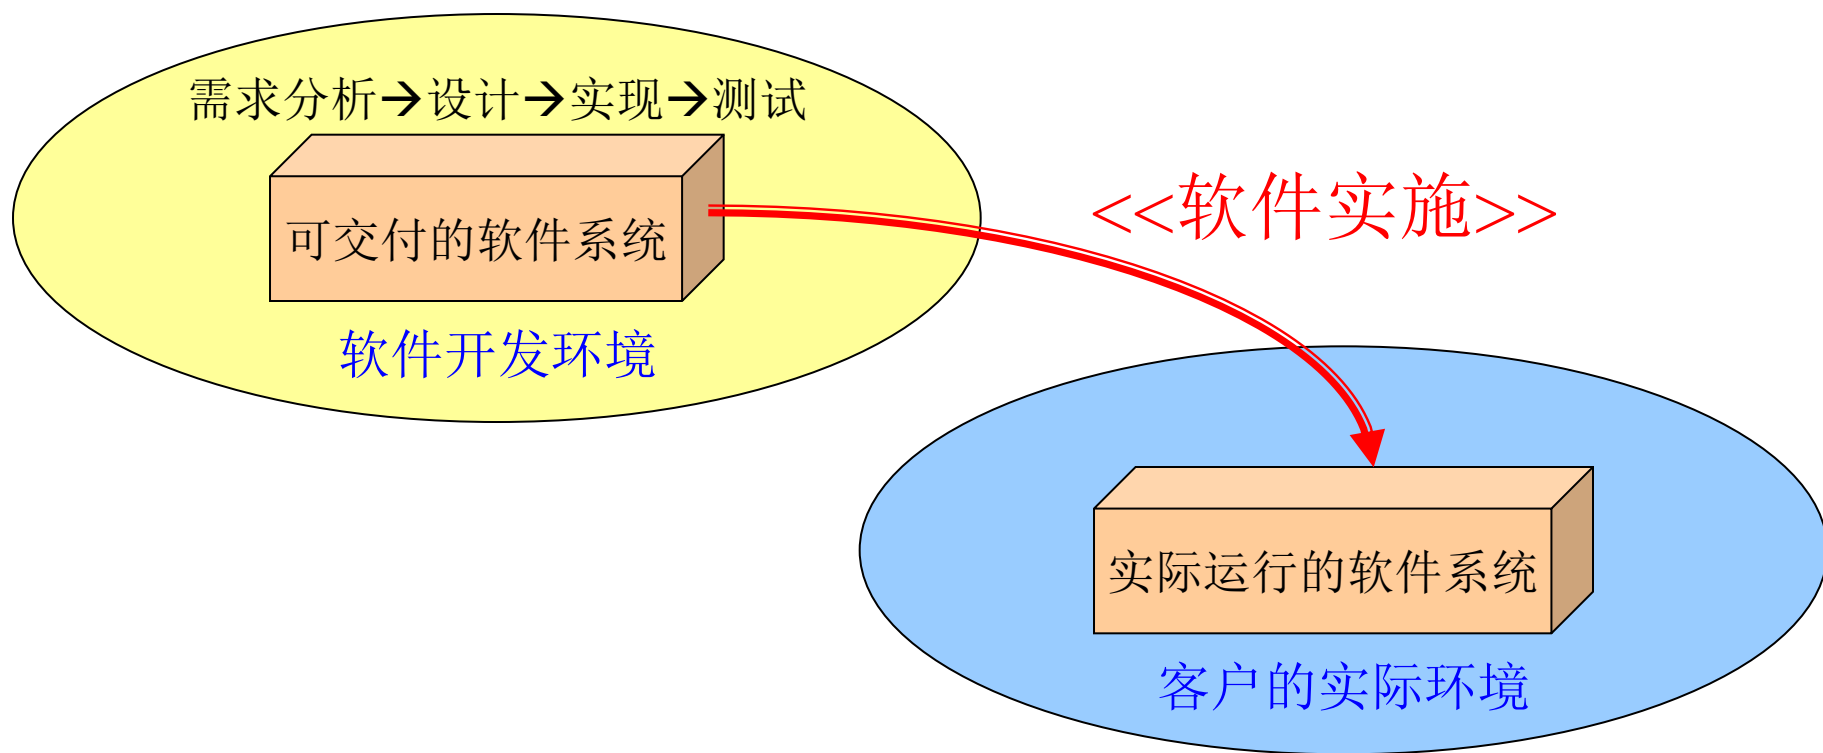 需求分析→设计→实现→测试
可交付的软件系统
软件开发环境
<<软件实施>>
实际运行的软件系统
客户的实际环境